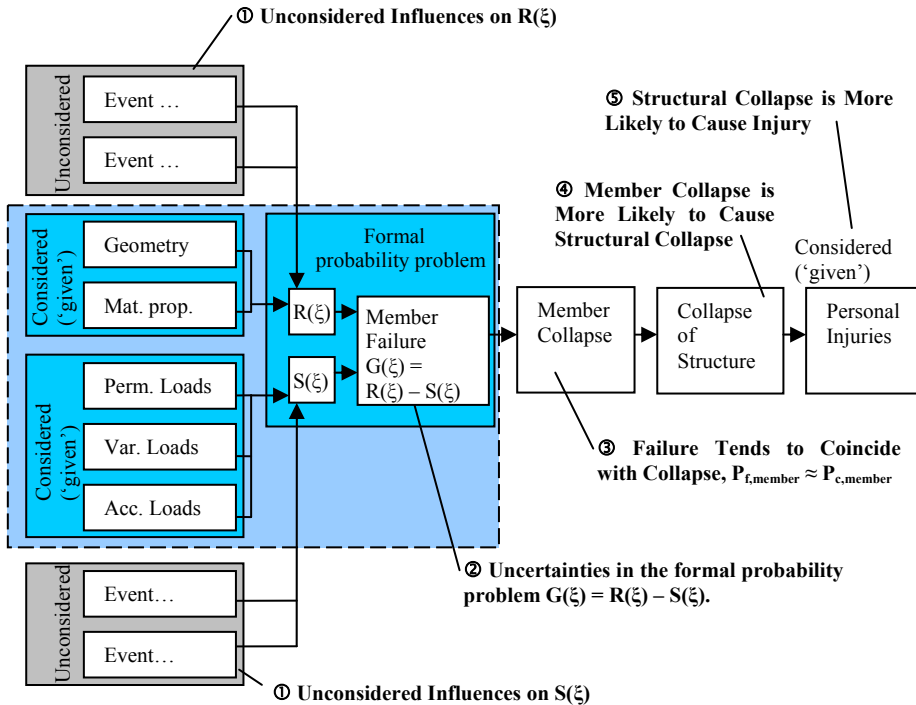 ① Unconsidered Influences on R(ξ)
Unconsidered
Event …
Event …
⑤ Structural Collapse is More
Likely to Cause Injury
④ Member Collapse is
More Likely to Cause
Structural Collapse
Considered
(‘given’)
Geometry
Mat. prop.
Formal
probability problem
R(ξ)
S(ξ)
Member
Failure
G(ξ) =
R(ξ) – S(ξ)
Member
Collapse
Collapse
of
Structure
Considered
(‘given’)
Personal
Injuries
Considered
(‘given’)
Perm. Loads
Var. Loads
Acc. Loads
③ Failure Tends to Coincide
with Collapse, Pf,member ≈ Pc,member
② Uncertainties in the formal probability
problem G(ξ) = R(ξ) – S(ξ).
Unconsidered
Event…
Event…
① Unconsidered Influences on S(ξ)